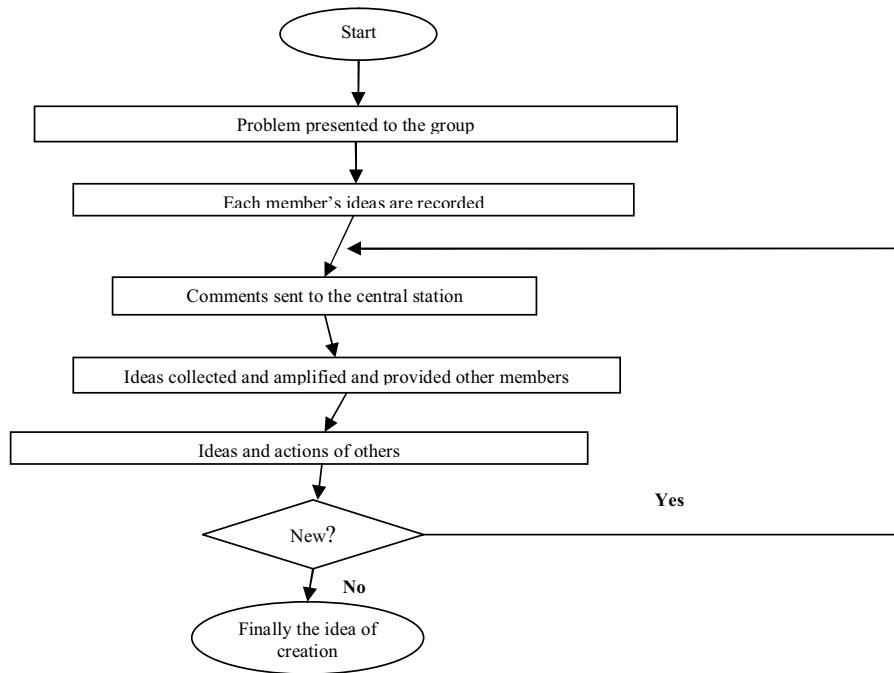 Start
Problem presented to the group
Each member’s ideas are recorded
Comments sent to the central station
Ideas collected and amplified and provided other members
Ideas and actions of others
Yes
New?
No
Finally the idea of
creation